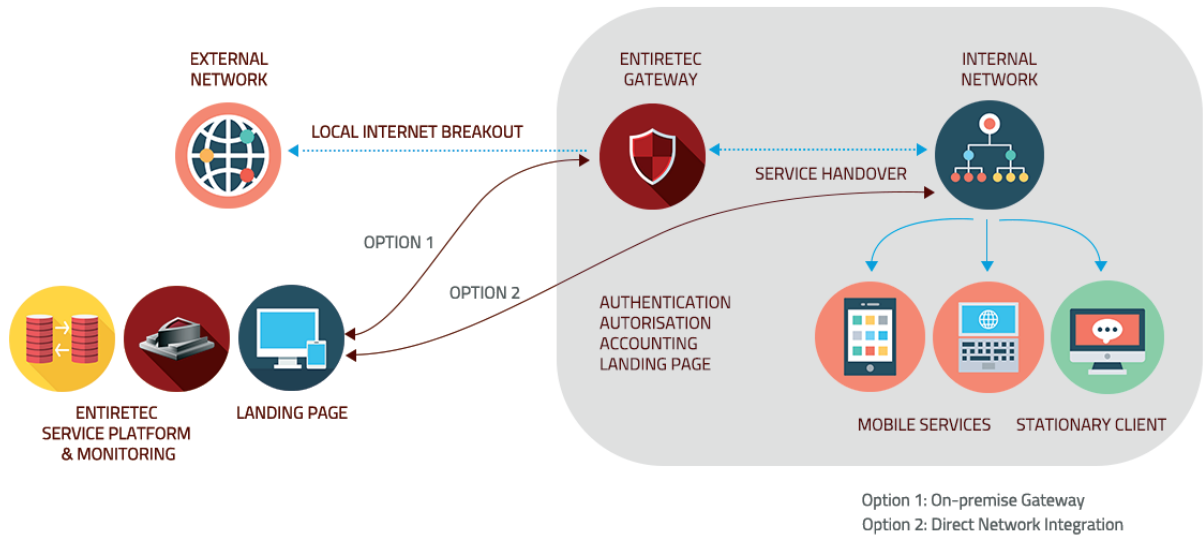 EXTERNAL
NETWORK
ENTIRETEC
GATEWAY
INTERNAL
NETWORK
LOCAL INTERNET BREAKOUT
SERVICE HANDOVER
OPTION 1
OPTION 2
AUTHENTICATION
AUTORISATION
ACCOUNTING
LANDING PAGE
ENTIRETEC
SERVICE PLATFORM
& MONITORING
LANDING PAGE
MOBILE SERVICES
STATIONARY CLIENT
Option 1: On-premise Gateway
Option 2: Direct Network Integration